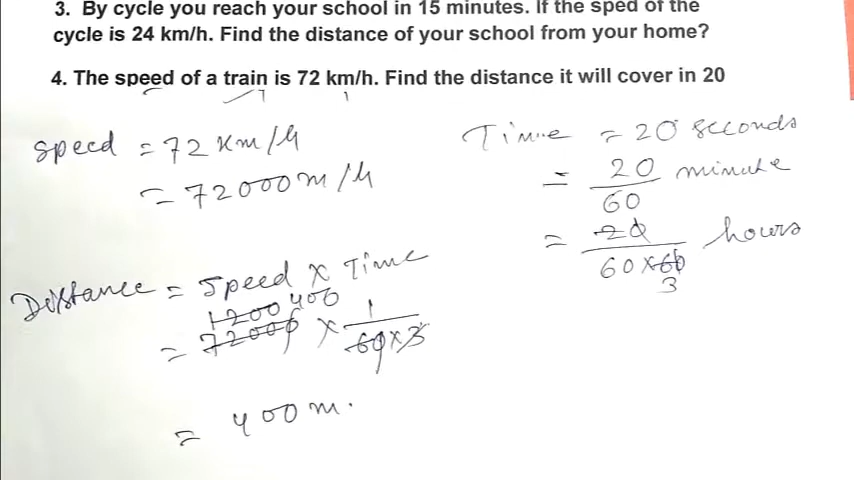 3. By cycle you reach your school in 15 minutes. If the sped of the
cycle is 24 km/h. Find the distance of your school from your home?
4. The speed of a train is 72 km/h. Find the distance it will cover in 20
speed = 72 Km/h
= 72000 m/h
Time = 20 seconds
= 20/60 minute
= 20/60×60 hours
3
Distance = Speed × Time
1200 400
= 72000 × 1/60×3
= 400 m.